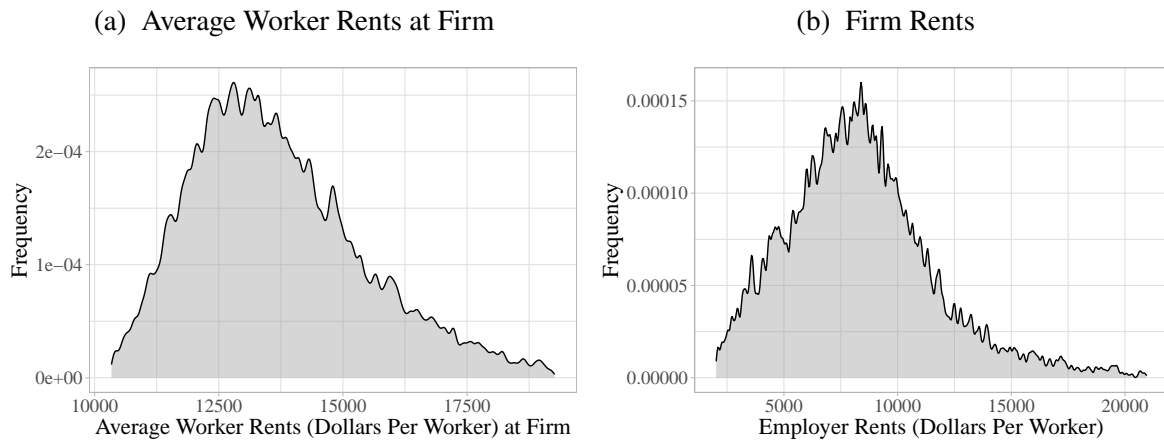 (a) Average Worker Rents at Firm
Frequency
2e−04
1e−04
0e+00
10000 12500 15000 17500
Average Worker Rents (Dollars Per Worker) at Firm
(b) Firm Rents
Frequency
0.00015
0.00010
0.00005
0.00000
5000 10000 15000 20000
Employer Rents (Dollars Per Worker)